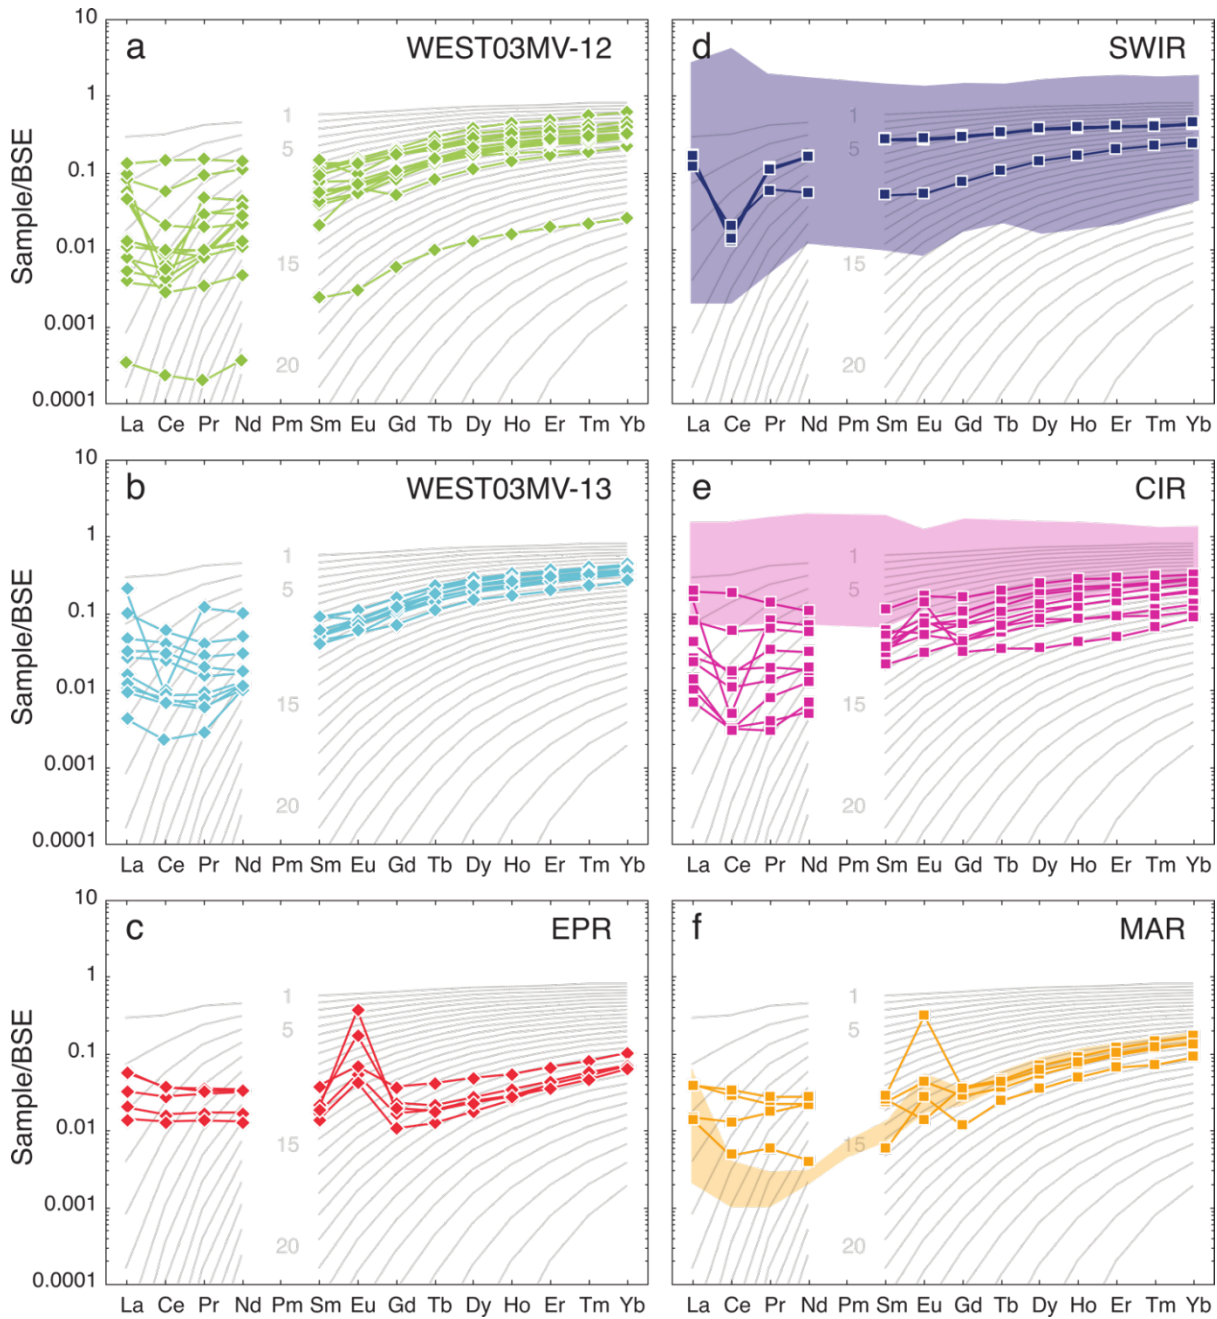 a WEST03MV-12
10
1
0.1
0.01
0.001
0.0001
Sample/BSE
1
5
15
20
La Ce Pr Nd Pm Sm Eu Gd Tb Dy Ho Er Tm Yb
d SWIR
1
5
15
20
La Ce Pr Nd Pm Sm Eu Gd Tb Dy Ho Er Tm Yb
b WEST03MV-13
10
1
0.1
0.01
0.001
0.0001
Sample/BSE
1
5
15
20
La Ce Pr Nd Pm Sm Eu Gd Tb Dy Ho Er Tm Yb
e CIR
1
5
15
20
La Ce Pr Nd Pm Sm Eu Gd Tb Dy Ho Er Tm Yb
c EPR
10
1
0.1
0.01
0.001
0.0001
Sample/BSE
1
5
15
20
La Ce Pr Nd Pm Sm Eu Gd Tb Dy Ho Er Tm Yb
f MAR
1
5
15
20
La Ce Pr Nd Pm Sm Eu Gd Tb Dy Ho Er Tm Yb